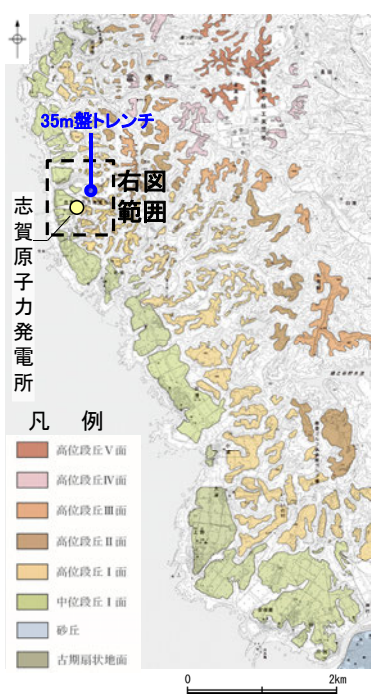 35m盤トレンチ
右図
範囲
志賀原子力発電所
凡 例
高位段丘Ⅴ面
高位段丘Ⅳ面
高位段丘Ⅲ面
高位段丘Ⅱ面
高位段丘Ⅰ面
中位段丘Ⅰ面
砂丘
古期扇状地面
0 2km